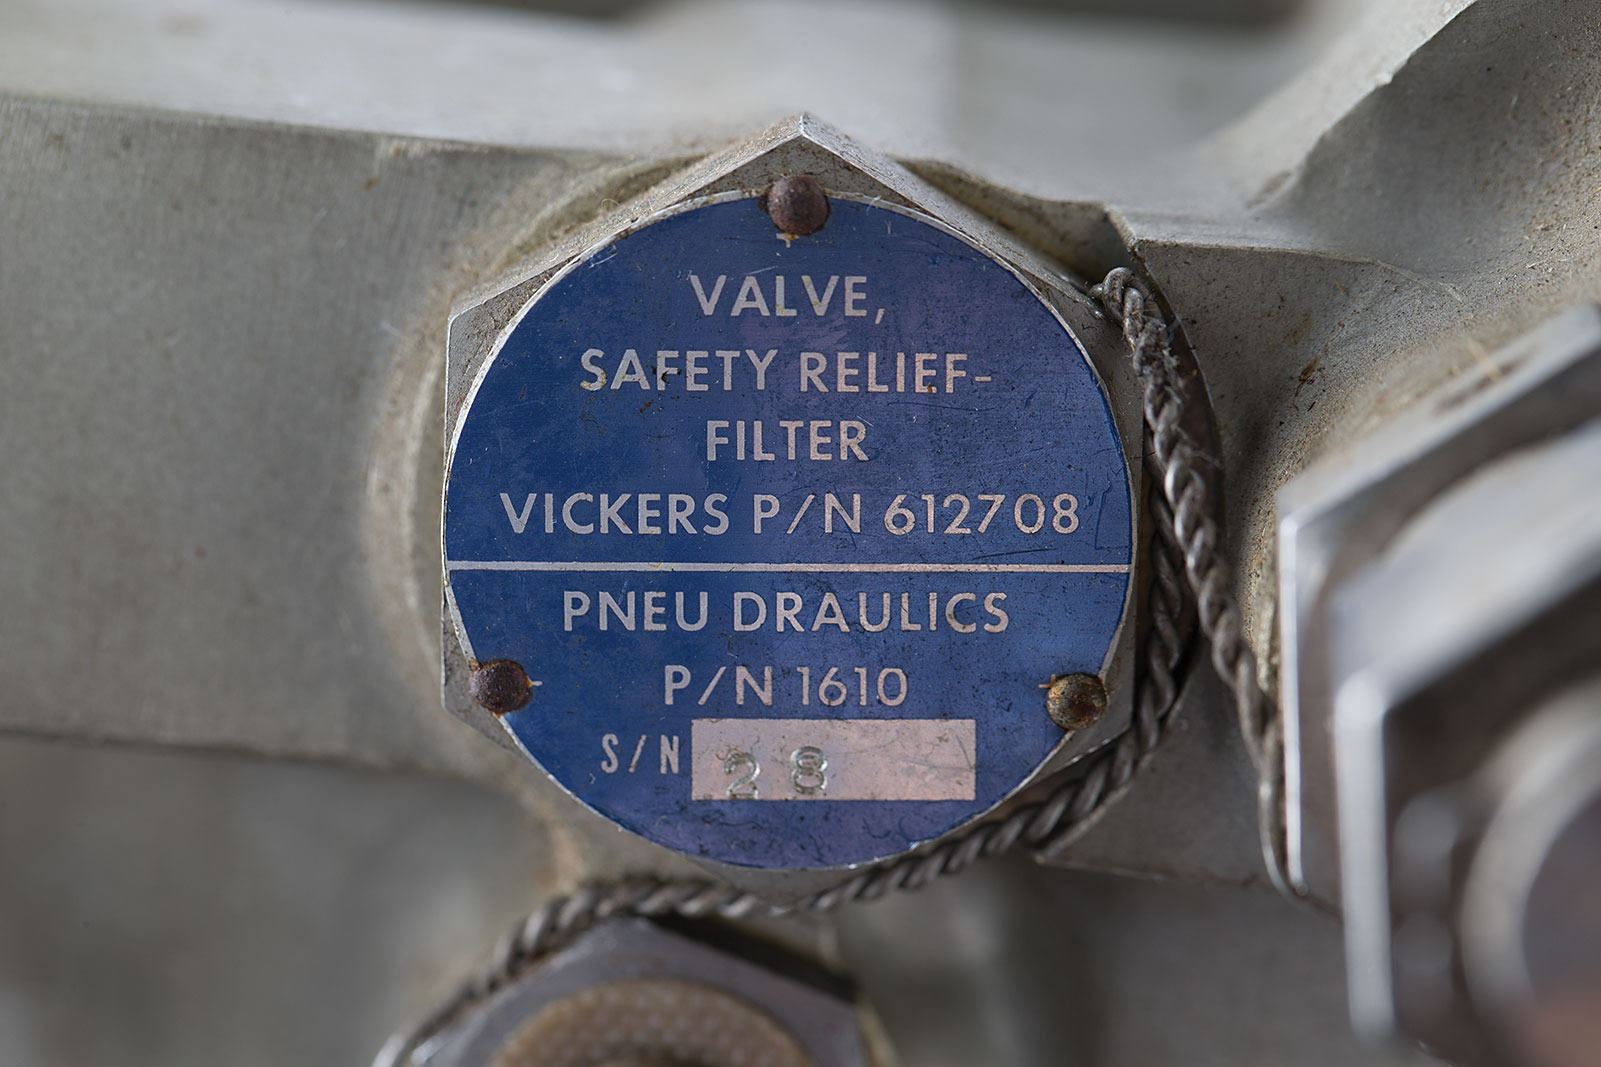 VALVE,
SAFETY RELIEF-
FILTER
VICKERS P/N 612708
PNEU DRAULICS
P/N 1610
S/N 28